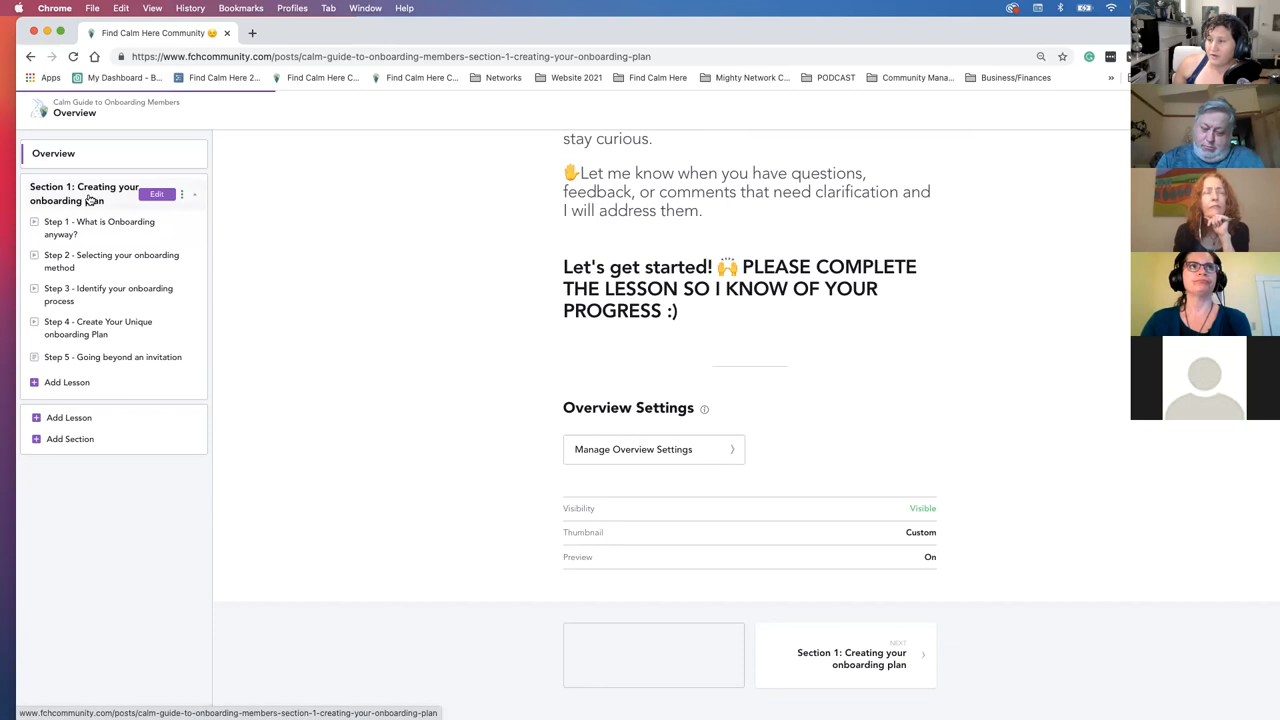 Chrome File Edit View History Bookmarks Profiles Tab Window Help
Find Calm Here Community
https://www.fchcommunity.com/posts/calm-guide-to-onboarding-members-section-1-creating-your-onboarding-plan
Apps My Dashboard - B... Find Calm Here 2... Find Calm Here C... Find Calm Here C... Networks Website 2021 Find Calm Here Mighty Network C... PODCAST Community Mana... Business/Finances »
Calm Guide to Onboarding Members
Overview
Overview
Section 1: Creating your
onboarding plan
Edit
Step 1 - What is Onboarding
anyway?
Step 2 - Selecting your onboarding
method
Step 3 - Identify your onboarding
process
Step 4 - Create Your Unique
onboarding Plan
Step 5 - Going beyond an invitation
Add Lesson
Add Lesson
Add Section
stay curious.
✋Let me know when you have questions,
feedback, or comments that need clarification and
I will address them.
Let's get started! 🙌 PLEASE COMPLETE
THE LESSON SO I KNOW OF YOUR
PROGRESS :)
Overview Settings
Manage Overview Settings
Visibility Visible
Thumbnail Custom
Preview On
NEXT
Section 1: Creating your
onboarding plan
www.fchcommunity.com/posts/calm-guide-to-onboarding-members-section-1-creating-your-onboarding-plan